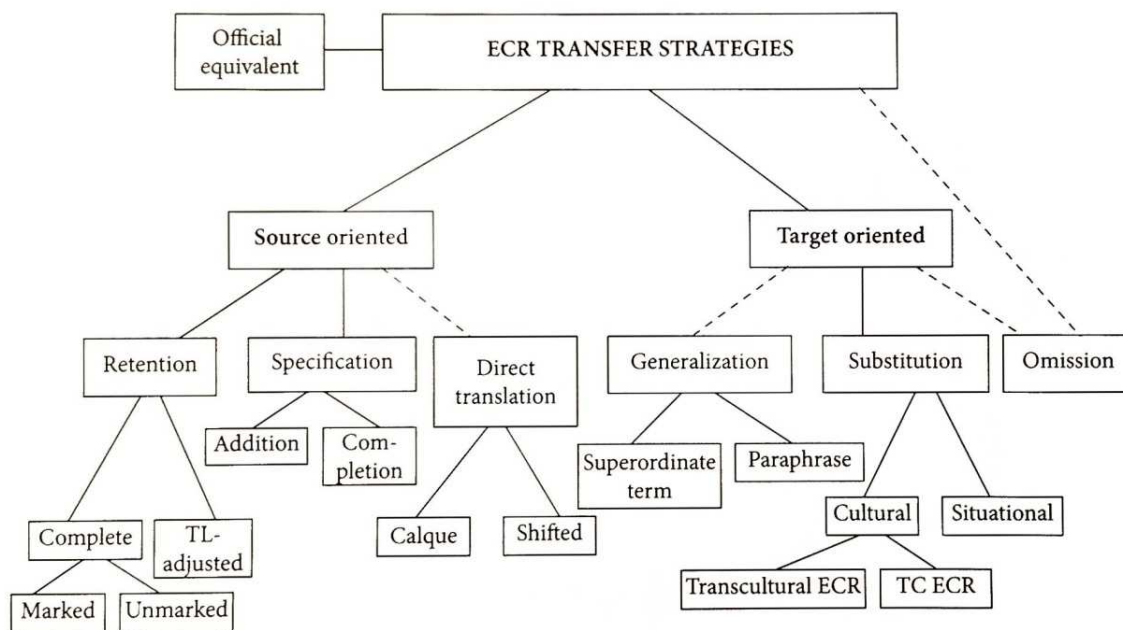 Official
equivalent
ECR TRANSFER STRATEGIES
Source oriented
Target oriented
Retention
Specification
Direct
translation
Generalization
Substitution
Omission
Addition
Com-
pletion
Superordinate
term
Paraphrase
Complete
TL-
adjusted
Calque
Shifted
Cultural
Situational
Marked
Unmarked
Transcultural ECR
TC ECR